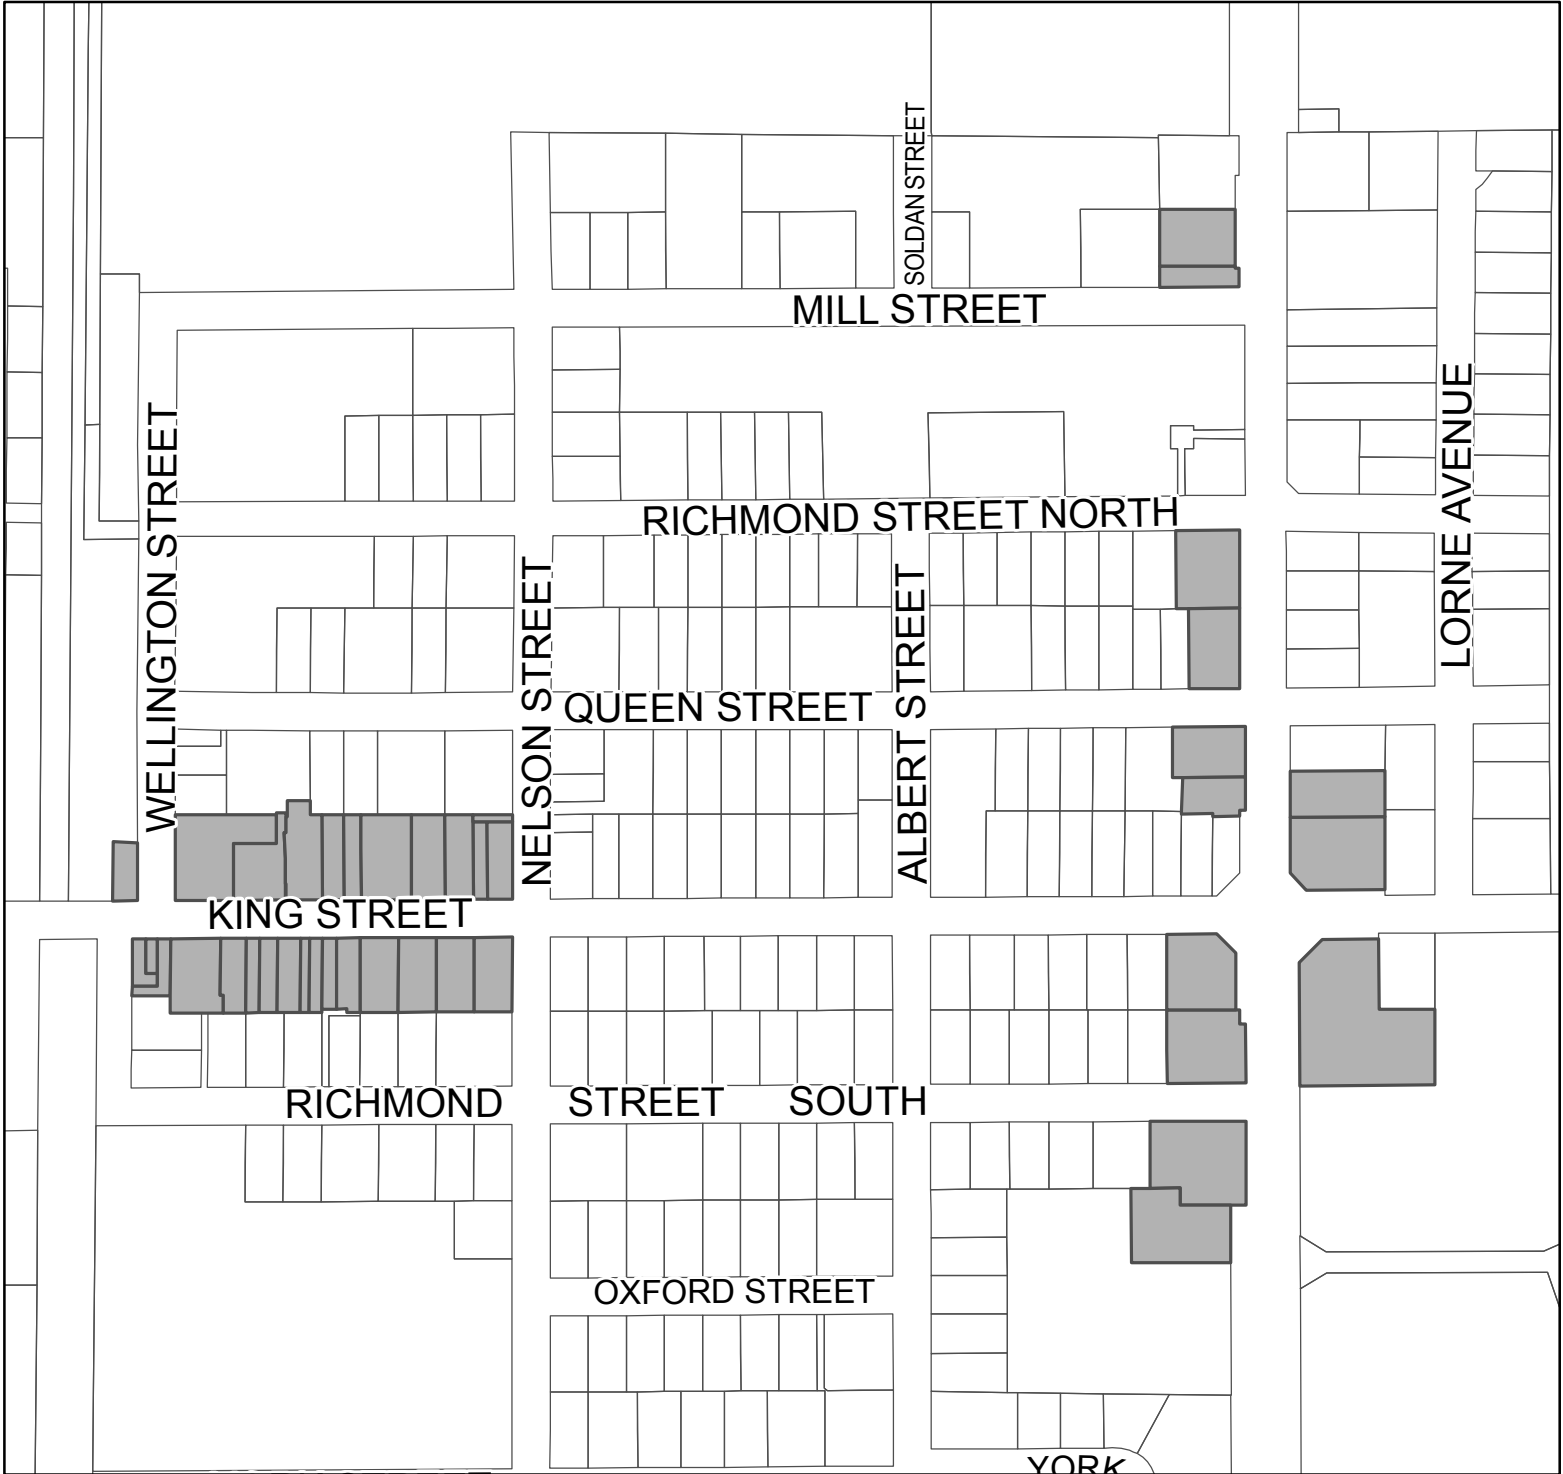 SOLDAN STREET
MILL STREET
WELLINGTON STREET
LORNE AVENUE
RICHMOND STREET NORTH
NELSON STREET
ALBERT STREET
QUEEN STREET
KING STREET
RICHMOND STREET SOUTH
OXFORD STREET
YORK